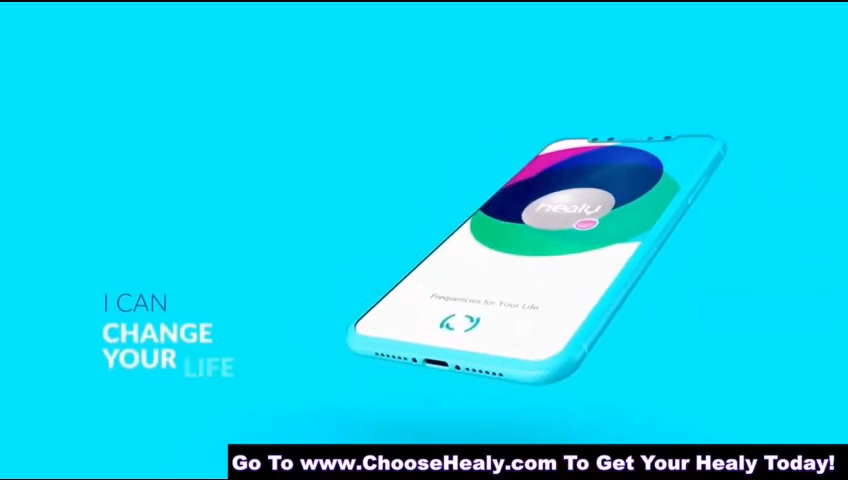 healy
Frequencies for Your Life
I CAN
CHANGE
YOUR LIFE
Go To www.ChooseHealy.com To Get Your Healy Today!